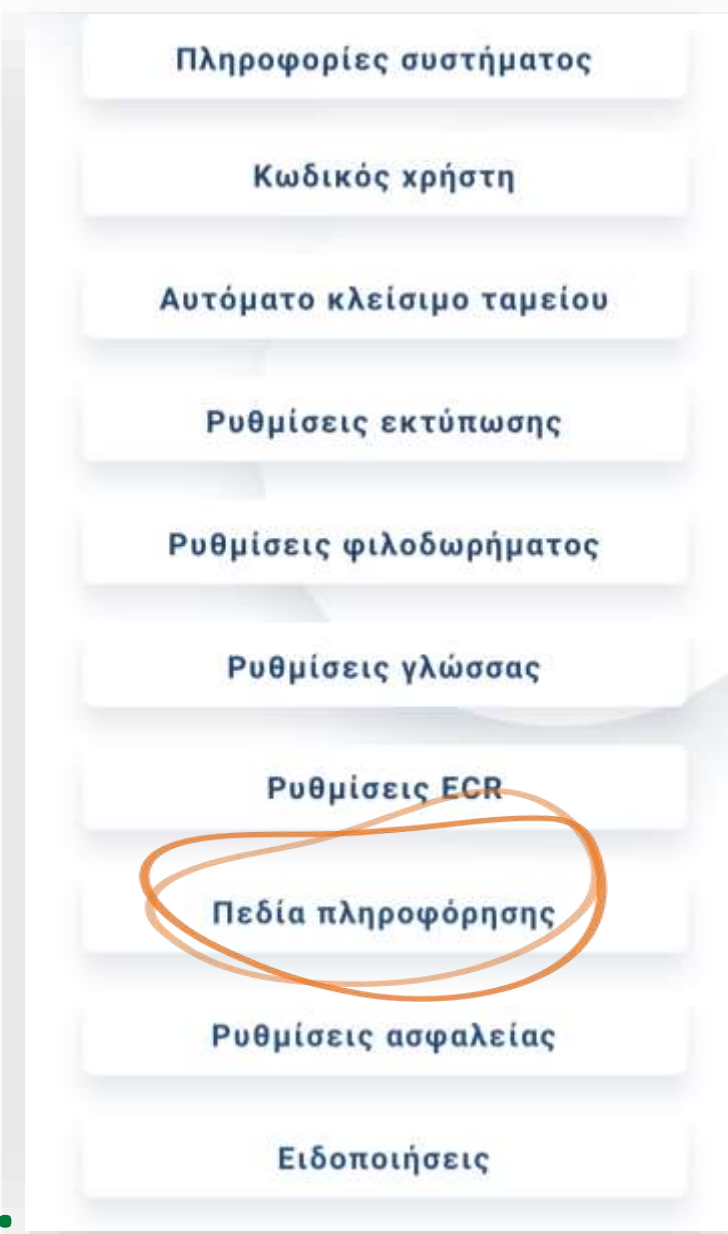 Πληροφορίες συστήματος
Κωδικός χρήστη
Αυτόματο κλείσιμο ταμείου
Ρυθμίσεις εκτύπωσης
Ρυθμίσεις φιλοδωρήματος
Ρυθμίσεις γλώσσας
Ρυθμίσεις ECR
Πεδία πληροφόρησης
Ρυθμίσεις ασφαλείας
Ειδοποιήσεις